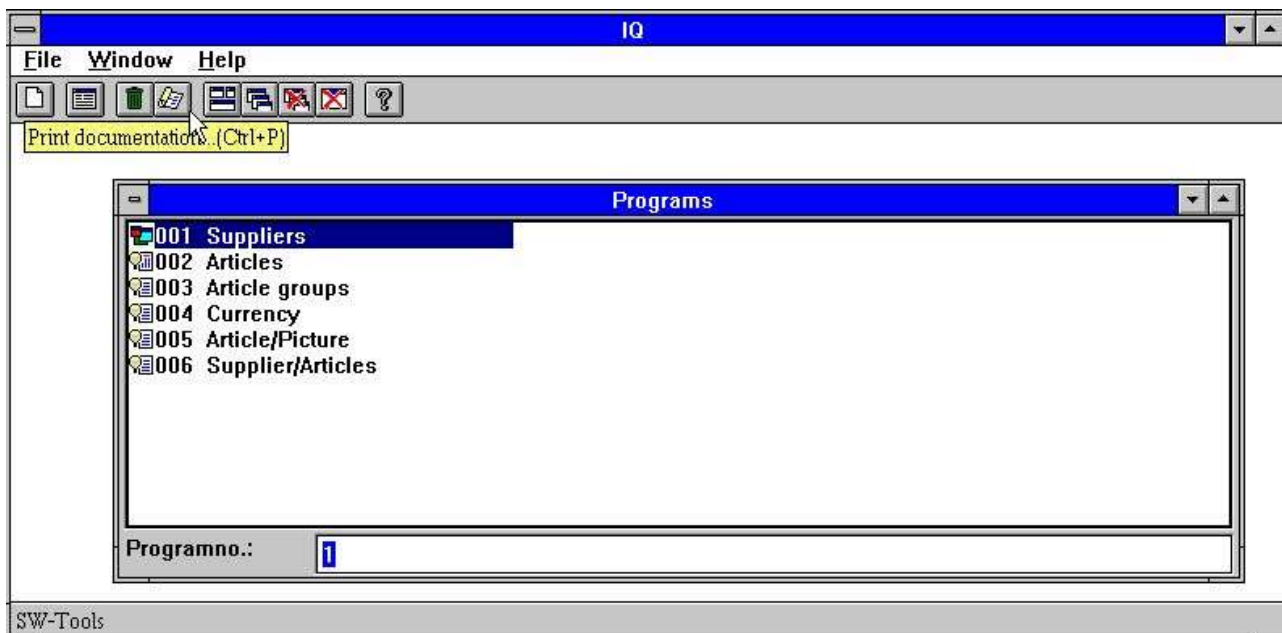 IQ
File Window Help
?
Print documentation..(Ctrl+P)
Programs
001 Suppliers
002 Articles
003 Article groups
004 Currency
005 Article/Picture
006 Supplier/Articles
Programno.: 1
SW-Tools